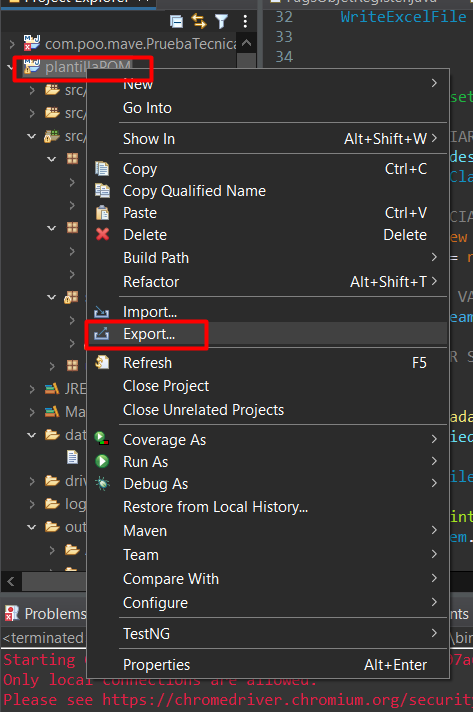 Project Explorer
TagsObjetRegister.java
com.poo.mave.PruebaTecnica
32 WriteExcelFile
33
34
plantillaPOM
New
Go Into
Show In Alt+Shift+W
Copy Ctrl+C
Copy Qualified Name
Paste Ctrl+V
Delete Delete
Build Path
Refactor Alt+Shift+T
Import...
Export...
Refresh F5
Close Project
Close Unrelated Projects
Coverage As
Run As
Debug As
Restore from Local History...
Maven
Team
Compare With
Configure
TestNG
Properties Alt+Enter
src/
src/
src/
JRE
Ma
dat
driv
log
out
Problems
<terminated
Starting
Only local connections are allowed.
Please see https://chromedriver.chromium.org/securit